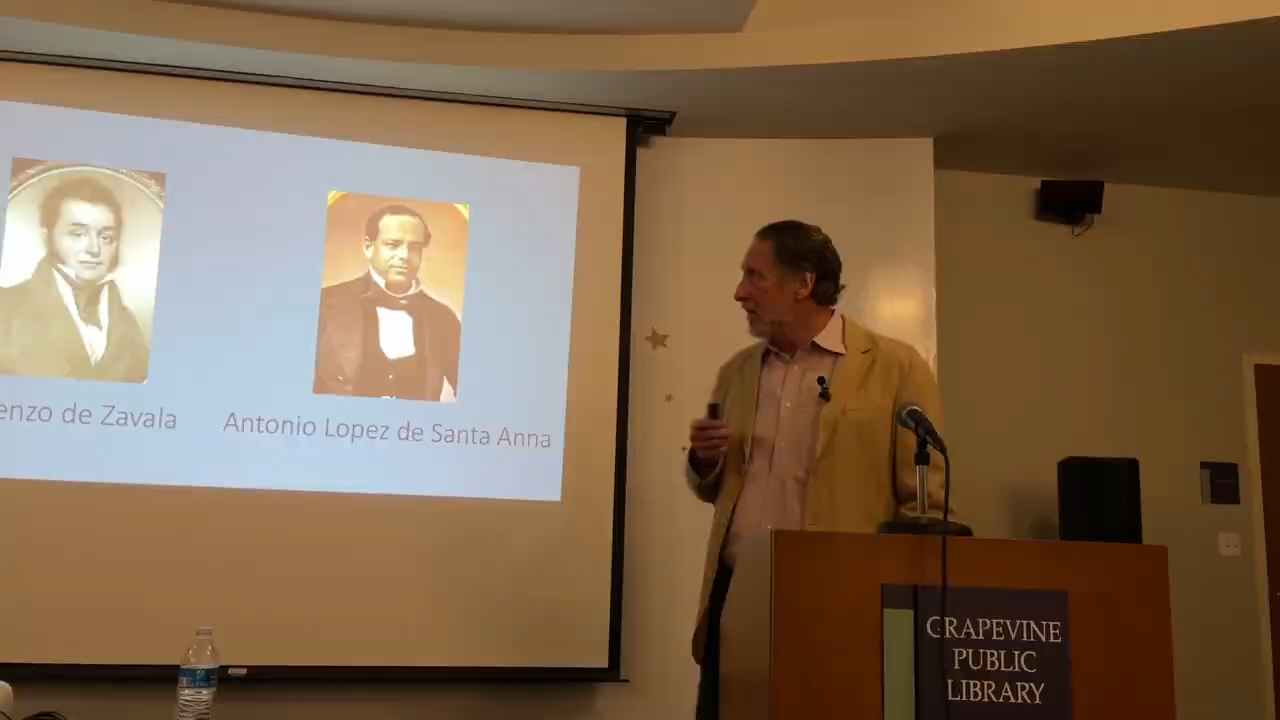 enzo de Zavala
Antonio Lopez de Santa Anna
GRAPEVINE
PUBLIC
LIBRARY